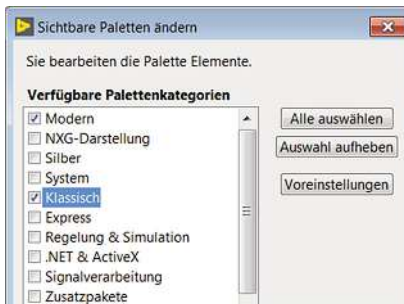 Sichtbare Paletten ändern
Sie bearbeiten die Palette Elemente.
Verfügbare Palettenkategorien
Modern
NXG-Darstellung
Silber
System
Klassisch
Express
Regelung & Simulation
.NET & ActiveX
Signalverarbeitung
Zusatzpakete
Alle auswählen
Auswahl aufheben
Voreinstellungen